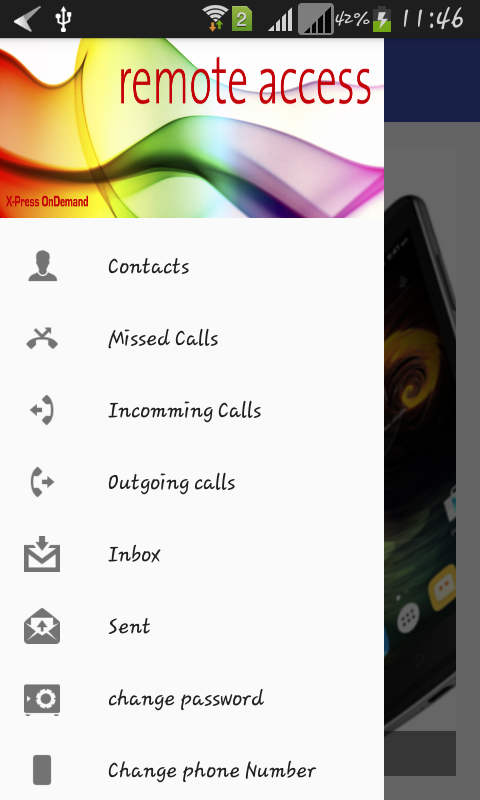 2 42% 11:46
remote access
X-Press OnDemand
Contacts
Missed Calls
Incomming Calls
Outgoing calls
Inbox
Sent
change password
Change phone Number